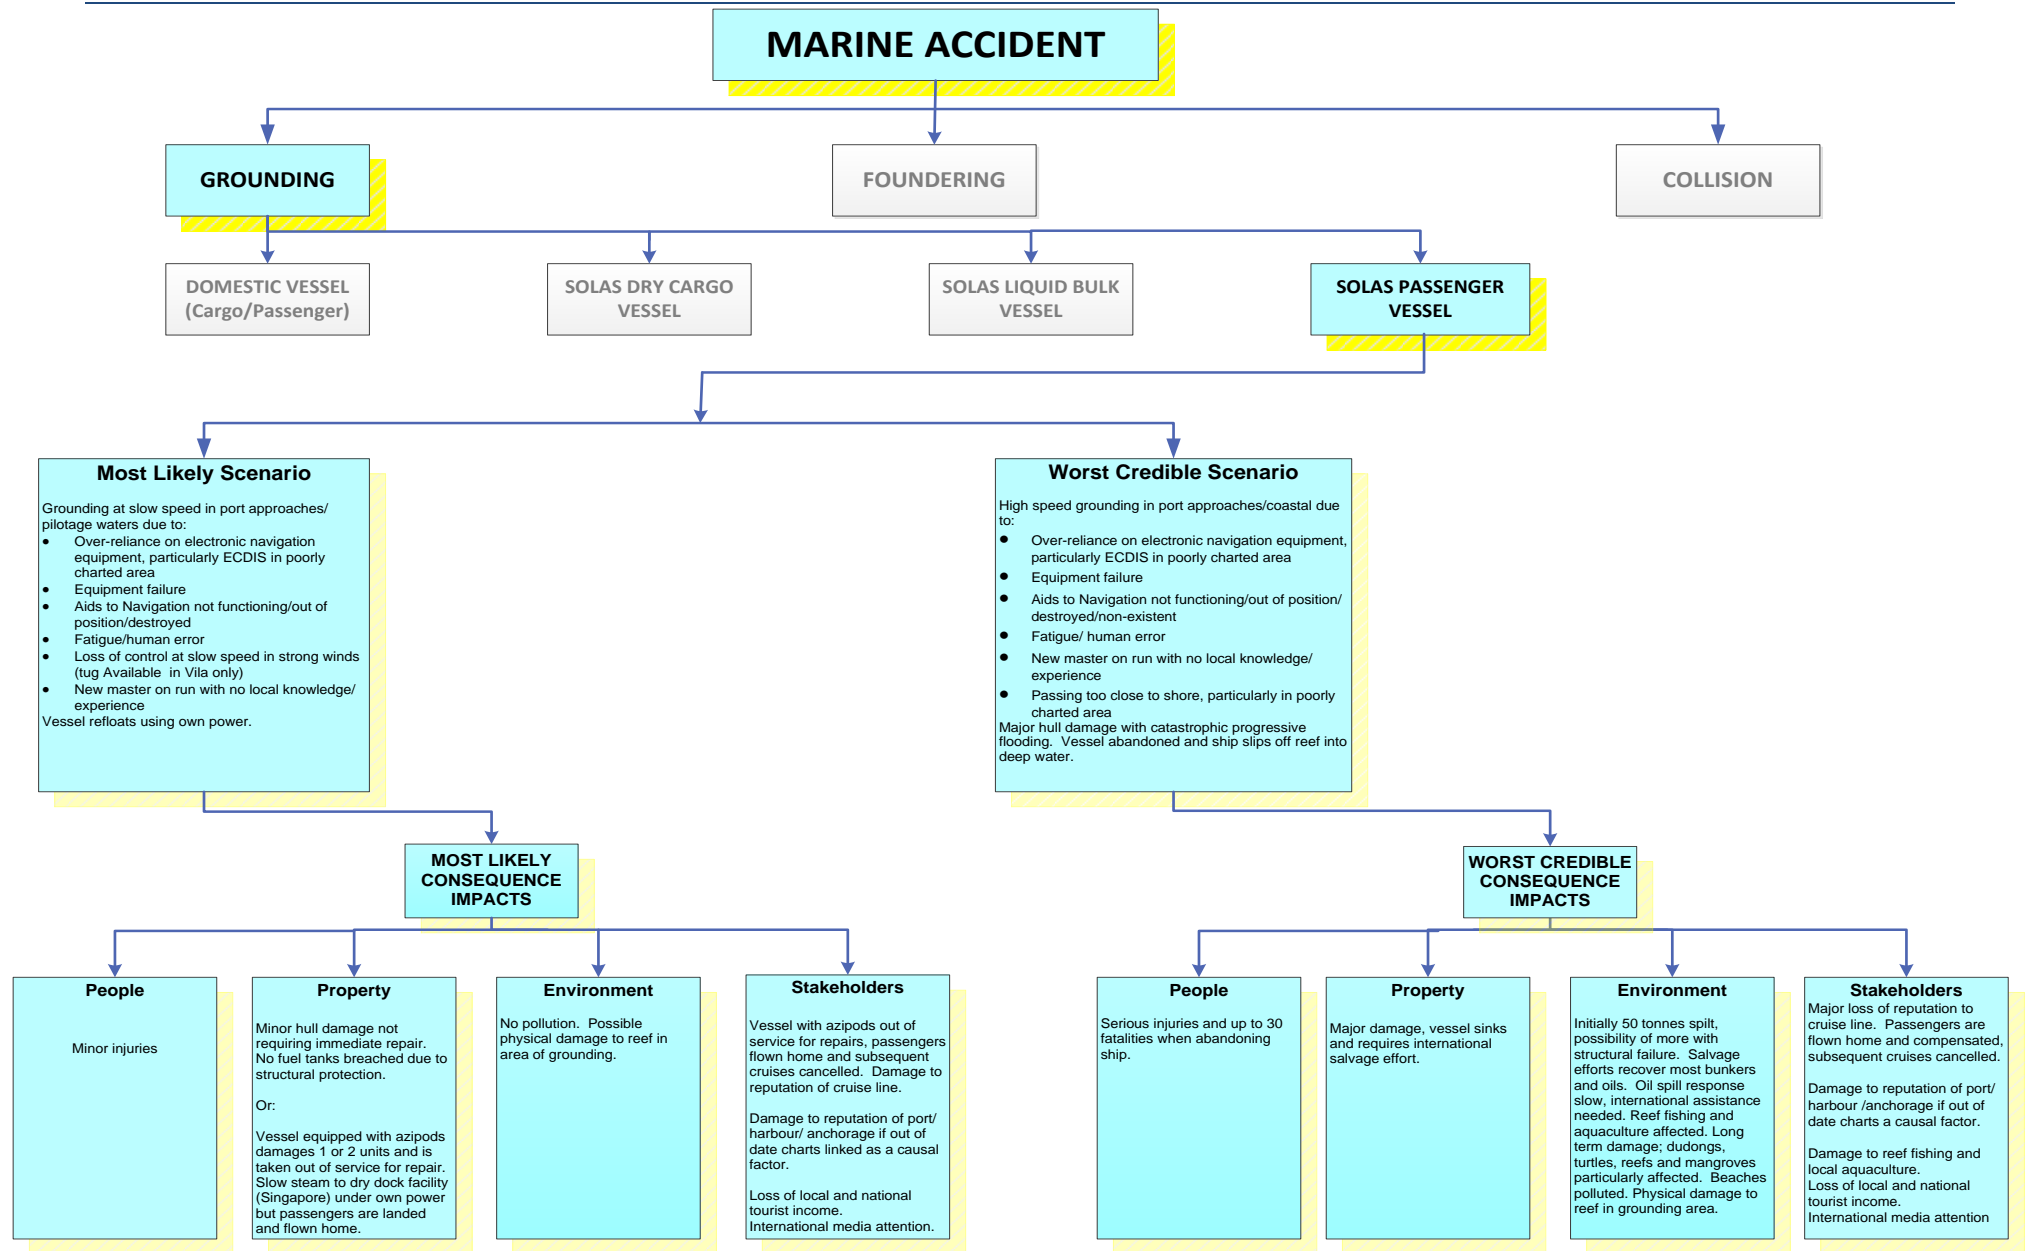 MARINE ACCIDENT
GROUNDING
FOUNDERING
COLLISION
DOMESTIC VESSEL
(Cargo/Passenger)
SOLAS DRY CARGO
VESSEL
SOLAS LIQUID BULK
VESSEL
SOLAS PASSENGER
VESSEL
Most Likely Scenario
Grounding at slow speed in port approaches/
pilotage waters due to:
• Over-reliance on electronic navigation
equipment, particularly ECDIS in poorly
charted area
• Equipment failure
• Aids to Navigation not functioning/out of
position/destroyed
• Fatigue/human error
• Loss of control at slow speed in strong winds
(tug Available in Vila only)
• New master on run with no local knowledge/
experience
Vessel refloats using own power.
Worst Credible Scenario
High speed grounding in port approaches/coastal due
to:
• Over-reliance on electronic navigation equipment,
particularly ECDIS in poorly charted area
• Equipment failure
• Aids to Navigation not functioning/out of position/
destroyed/non-existent
• Fatigue/ human error
• New master on run with no local knowledge/
experience
• Passing too close to shore, particularly in poorly
charted area
Major hull damage with catastrophic progressive
flooding. Vessel abandoned and ship slips off reef into
deep water.
MOST LIKELY
CONSEQUENCE
IMPACTS
WORST CREDIBLE
CONSEQUENCE
IMPACTS
People
Minor injuries
Property
Minor hull damage not
requiring immediate repair.
No fuel tanks breached due to
structural protection.
Or:
Vessel equipped with azipods
damages 1 or 2 units and is
taken out of service for repair.
Slow steam to dry dock facility
(Singapore) under own power
but passengers are landed
and flown home.
Environment
No pollution. Possible
physical damage to reef in
area of grounding.
Stakeholders
Vessel with azipods out of
service for repairs, passengers
flown home and subsequent
cruises cancelled. Damage to
reputation of cruise line.
Damage to reputation of port/
harbour/ anchorage if out of
date charts linked as a causal
factor.
Loss of local and national
tourist income.
International media attention.
People
Serious injuries and up to 30
fatalities when abandoning
ship.
Property
Major damage, vessel sinks
and requires international
salvage effort.
Environment
Initially 50 tonnes spilt,
possibility of more with
structural failure. Salvage
efforts recover most bunkers
and oils. Oil spill response
slow, international assistance
needed. Reef fishing and
aquaculture affected. Long
term damage; dudongs,
turtles, reefs and mangroves
particularly affected. Beaches
polluted. Physical damage to
reef in grounding area.
Stakeholders
Major loss of reputation to
cruise line. Passengers are
flown home and compensated,
subsequent cruises cancelled.
Damage to reputation of port/
harbour /anchorage if out of
date charts a causal factor.
Damage to reef fishing and
local aquaculture.
Loss of local and national
tourist income.
International media attention